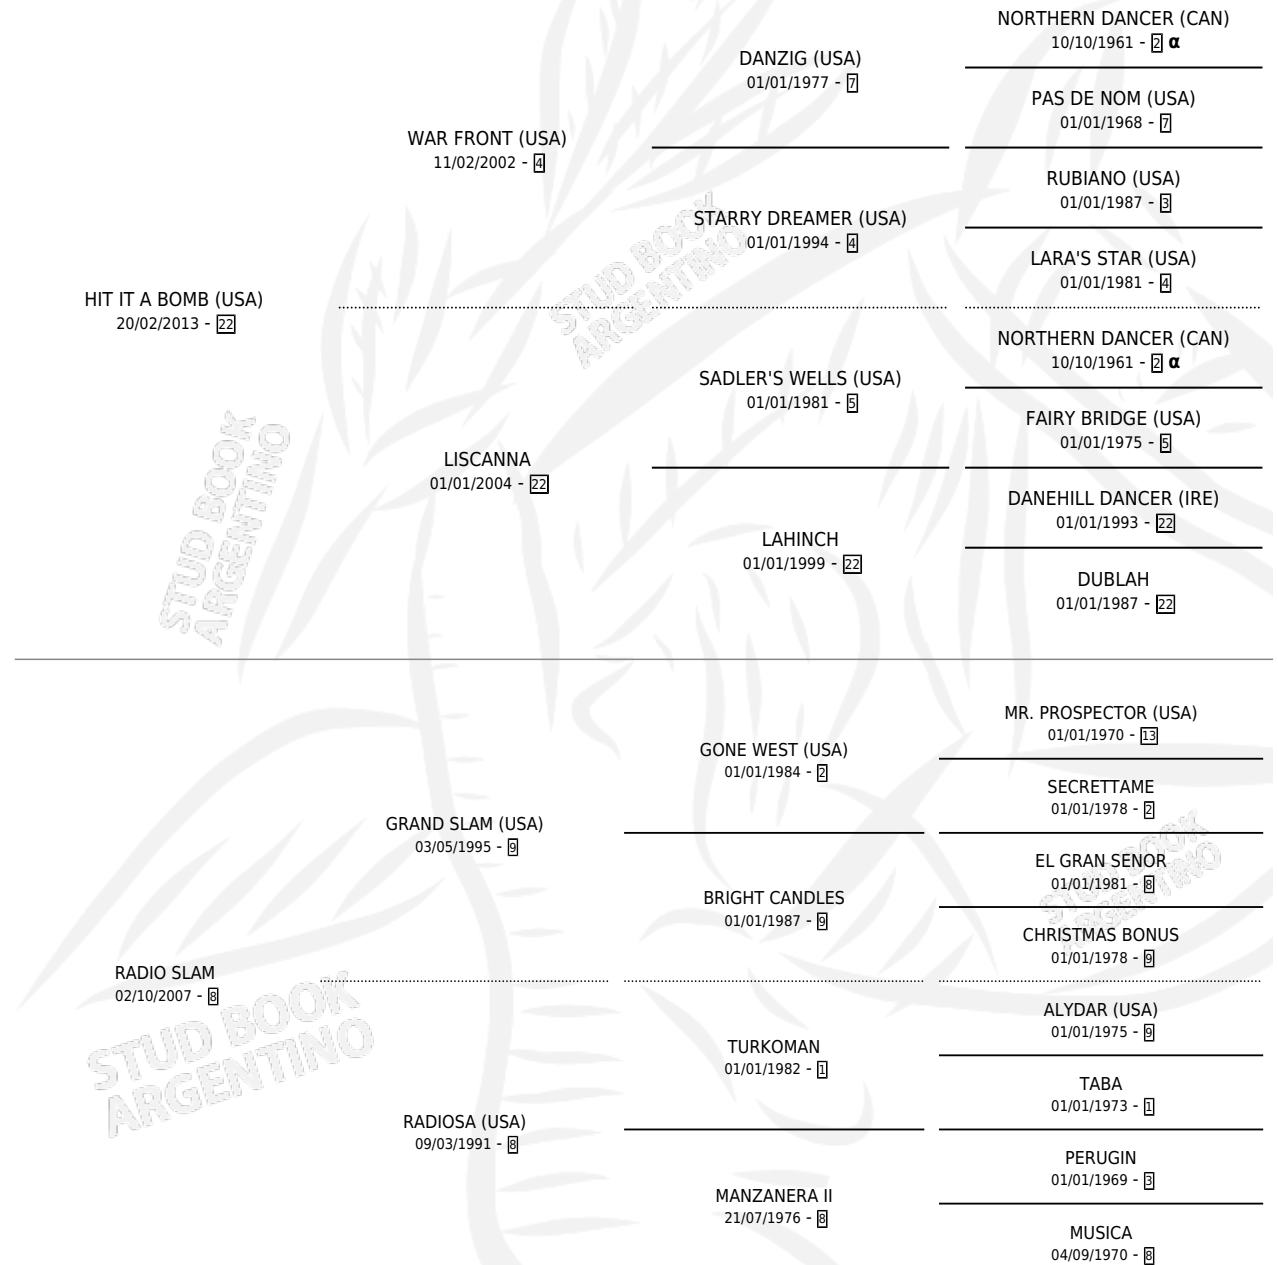 NORTHERN DANCER (CAN)
10/10/1961 - 2 α
DANZIG (USA)
01/01/1977 - 7
PAS DE NOM (USA)
01/01/1968 - 7
WAR FRONT (USA)
11/02/2002 - 4
RUBIANO (USA)
01/01/1987 - 3
STARRY DREAMER (USA)
01/01/1994 - 4
LARA'S STAR (USA)
01/01/1981 - 4
HIT IT A BOMB (USA)
20/02/2013 - 22
NORTHERN DANCER (CAN)
10/10/1961 - 2 α
SADLER'S WELLS (USA)
01/01/1981 - 5
FAIRY BRIDGE (USA)
01/01/1975 - 5
LISCANNA
01/01/2004 - 22
DANEHILL DANCER (IRE)
01/01/1993 - 22
LAHINCH
01/01/1999 - 22
DUBLAH
01/01/1987 - 22
MR. PROSPECTOR (USA)
01/01/1970 - 13
GONE WEST (USA)
01/01/1984 - 2
SECRETTAME
01/01/1978 - 2
GRAND SLAM (USA)
03/05/1995 - 9
EL GRAN SENOR
01/01/1981 - 8
BRIGHT CANDLES
01/01/1987 - 9
CHRISTMAS BONUS
01/01/1978 - 9
RADIO SLAM
02/10/2007 - 8
ALYDAR (USA)
01/01/1975 - 9
TURKOMAN
01/01/1982 - 1
TABA
01/01/1973 - 1
RADIOSA (USA)
09/03/1991 - 8
PERUGIN
01/01/1969 - 3
MANZANERA II
21/07/1976 - 8
MUSICA
04/09/1970 - 8
STUD BOOK
ARGENTINO
STUD BOOK
ARGENTINO
STUD BOOK
ARGENTINO
STUD BOOK
ARGENTINO